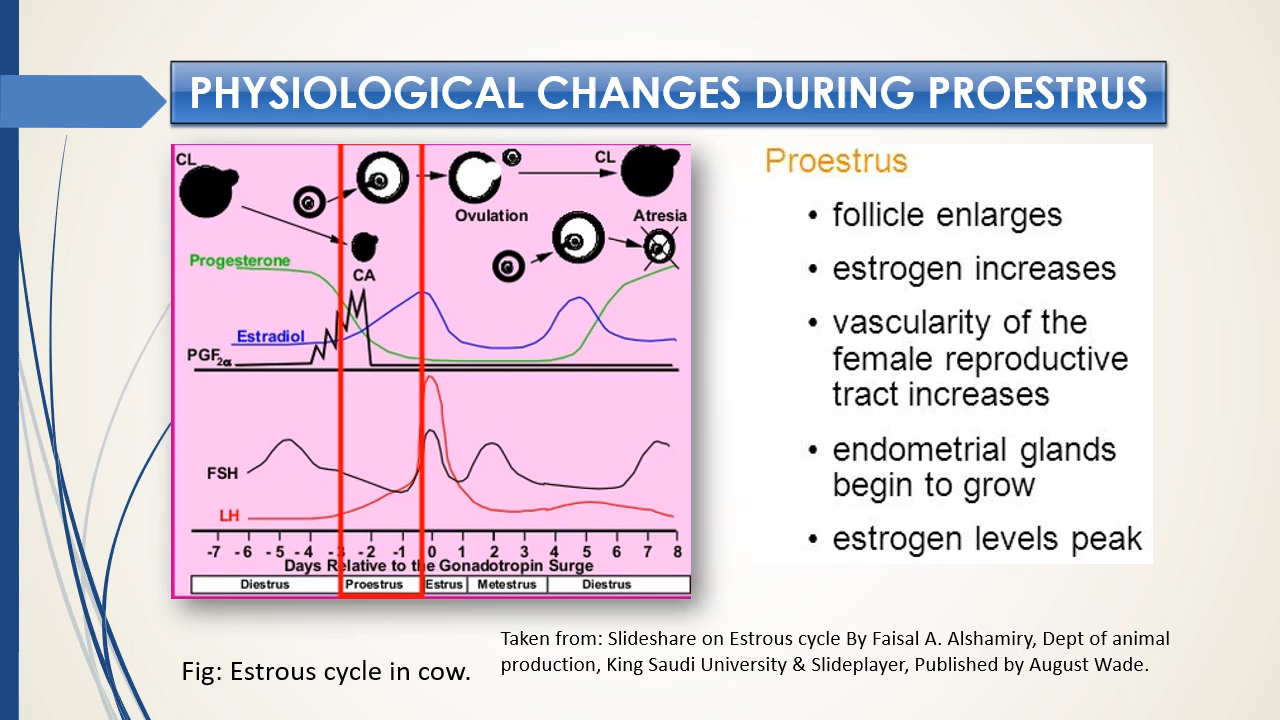 PHYSIOLOGICAL CHANGES DURING PROESTRUS
CL
CL
Ovulation
Atresia
Progesterone
CA
Estradiol
PGF2α
FSH
LH
-7 -6 -5 -4 -3 -2 -1 0 1 2 3 4 5 6 7 8
Days Relative to the Gonadotropin Surge
Diestrus Proestrus Estrus Metestrus Diestrus
Proestrus
• follicle enlarges
• estrogen increases
• vascularity of the
female reproductive
tract increases
• endometrial glands
begin to grow
• estrogen levels peak
Fig: Estrous cycle in cow.
Taken from: Slideshare on Estrous cycle By Faisal A. Alshamiry, Dept of animal
production, King Saudi University & Slideplayer, Published by August Wade.